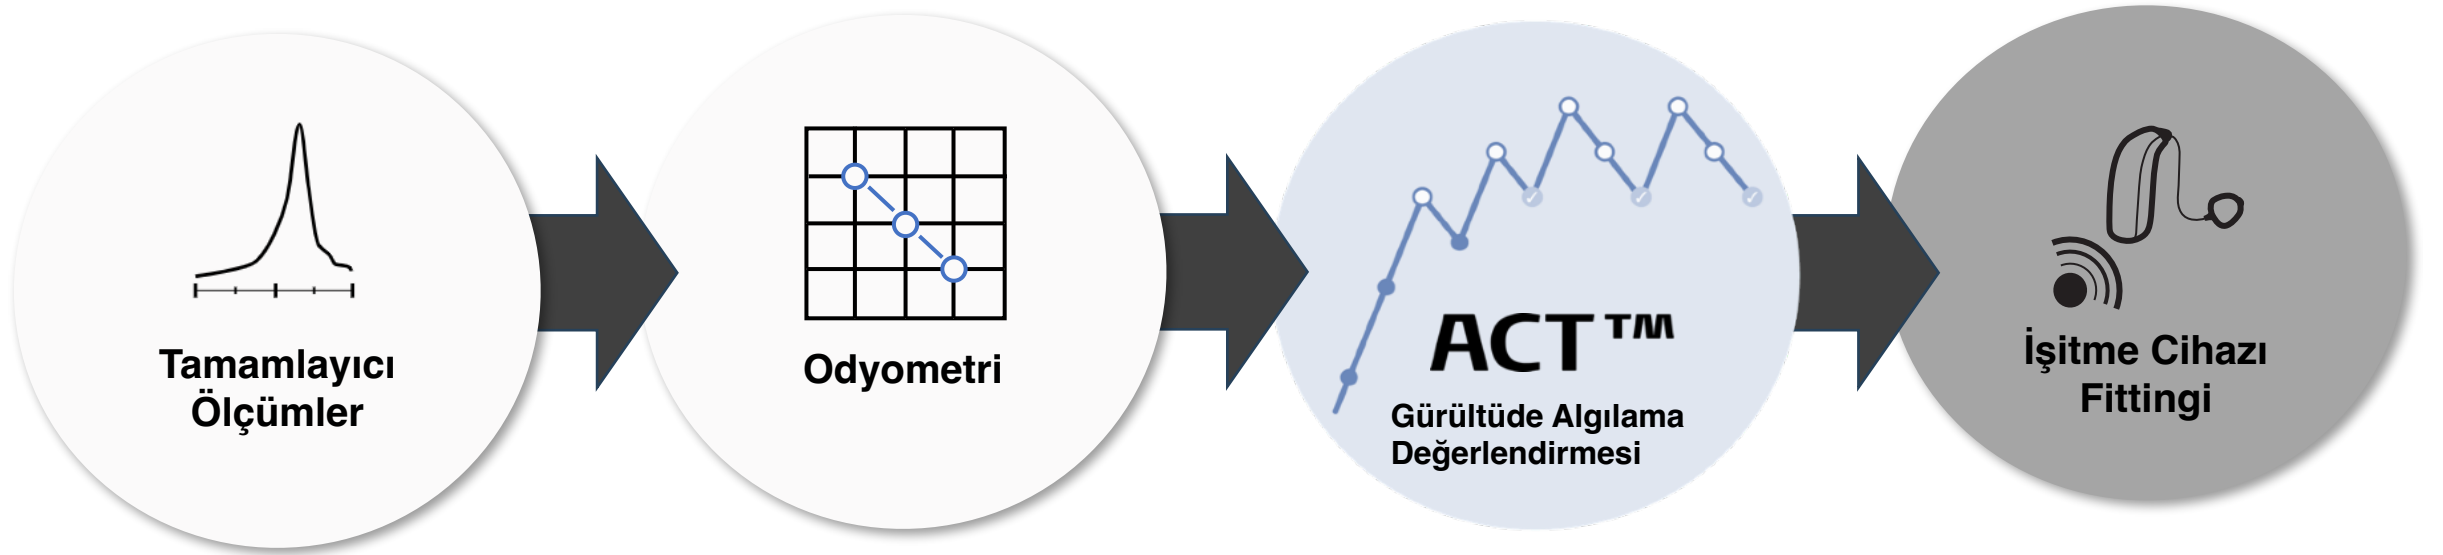 Tamamlayıcı
Ölçümler
Odyometri
ACT™
Gürültüde Algılama
Değerlendirmesi
İşitme Cihazı
Fittingi